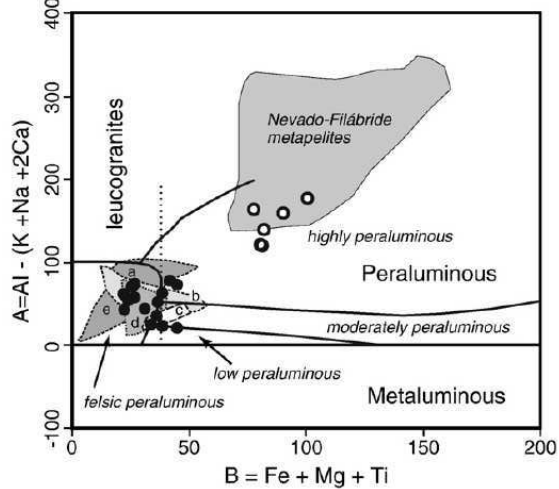 400
300
200
100
0
-100
A=Al - (K +Na +2Ca)
leucogranites
Nevado-Filábride
metapelites
highly peraluminous
Peraluminous
a
b
c
d
e
moderately peraluminous
low peraluminous
felsic peraluminous
Metaluminous
0
50
100
150
200
B = Fe + Mg + Ti